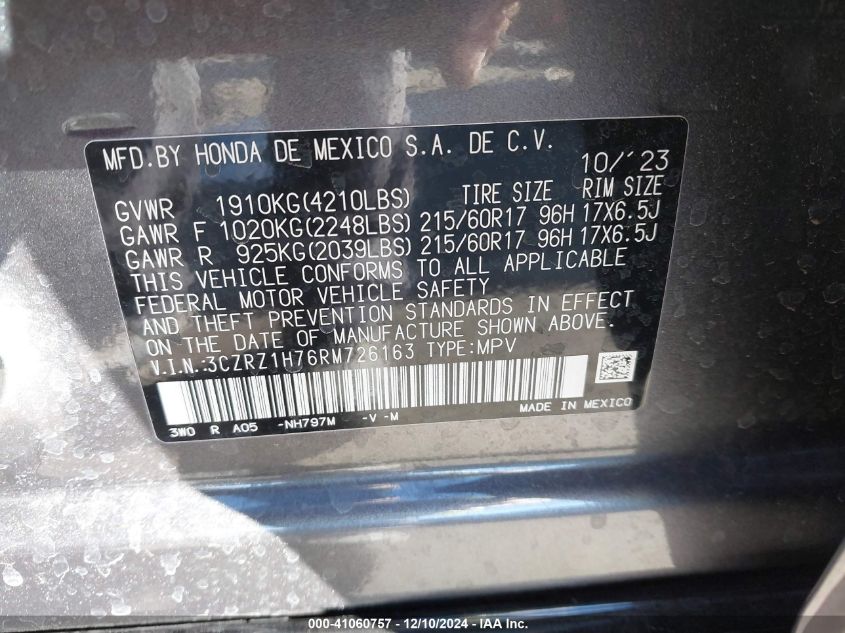 MFD.BY HONDA DE MEXICO S.A. DE C.V. 10/'23
GVWR 1910KG(4210LBS) TIRE SIZE RIM SIZE
GAWR F 1020KG(2248LBS) 215/60R17 96H 17X6.5J
GAWR R 925KG(2039LBS) 215/60R17 96H 17X6.5J
THIS VEHICLE CONFORMS TO ALL APPLICABLE
FEDERAL MOTOR VEHICLE SAFETY
AND THEFT PREVENTION STANDARDS IN EFFECT
ON THE DATE OF MANUFACTURE SHOWN ABOVE.
V.I.N.:3CZRZ1H76RM726163 TYPE:MPV
3W0 R A05 -NH797M -V -M MADE IN MEXICO
000-41060757 - 12/10/2024 - IAA, Inc.